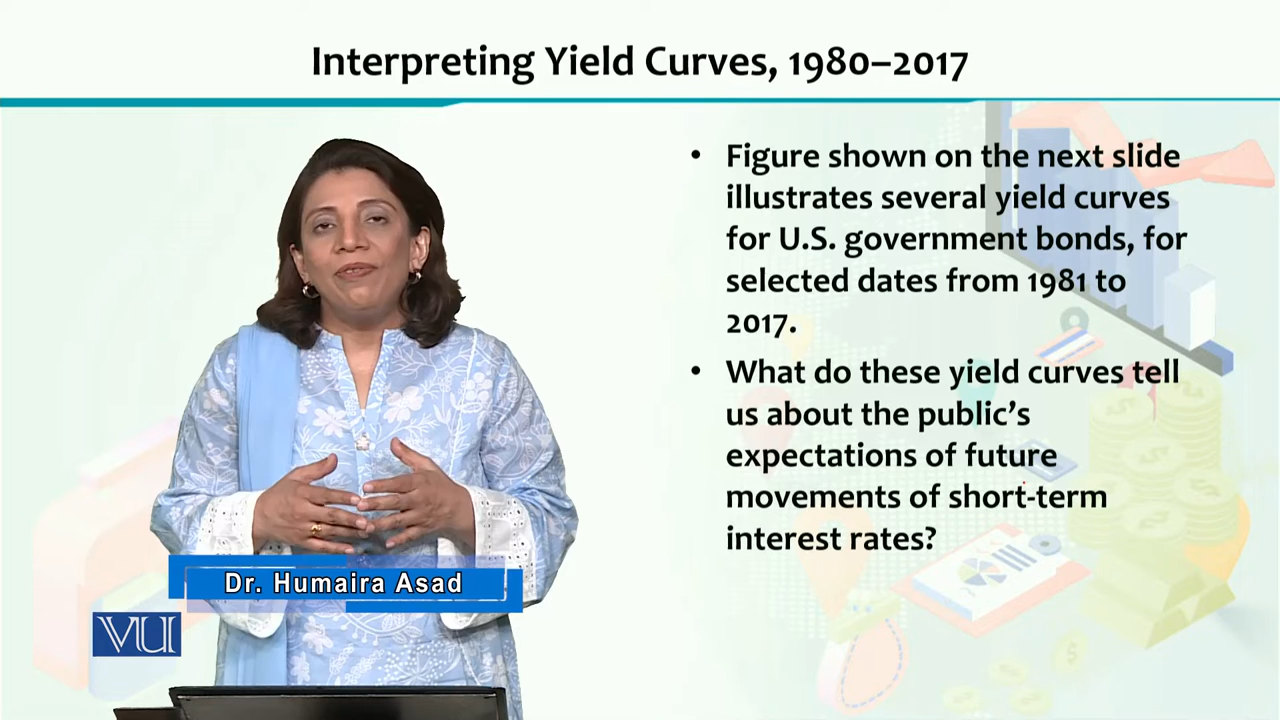 Interpreting Yield Curves, 1980–2017
• Figure shown on the next slide
illustrates several yield curves
for U.S. government bonds, for
selected dates from 1981 to
2017.
• What do these yield curves tell
us about the public’s
expectations of future
movements of short-term
interest rates?
Dr. Humaira Asad
VU